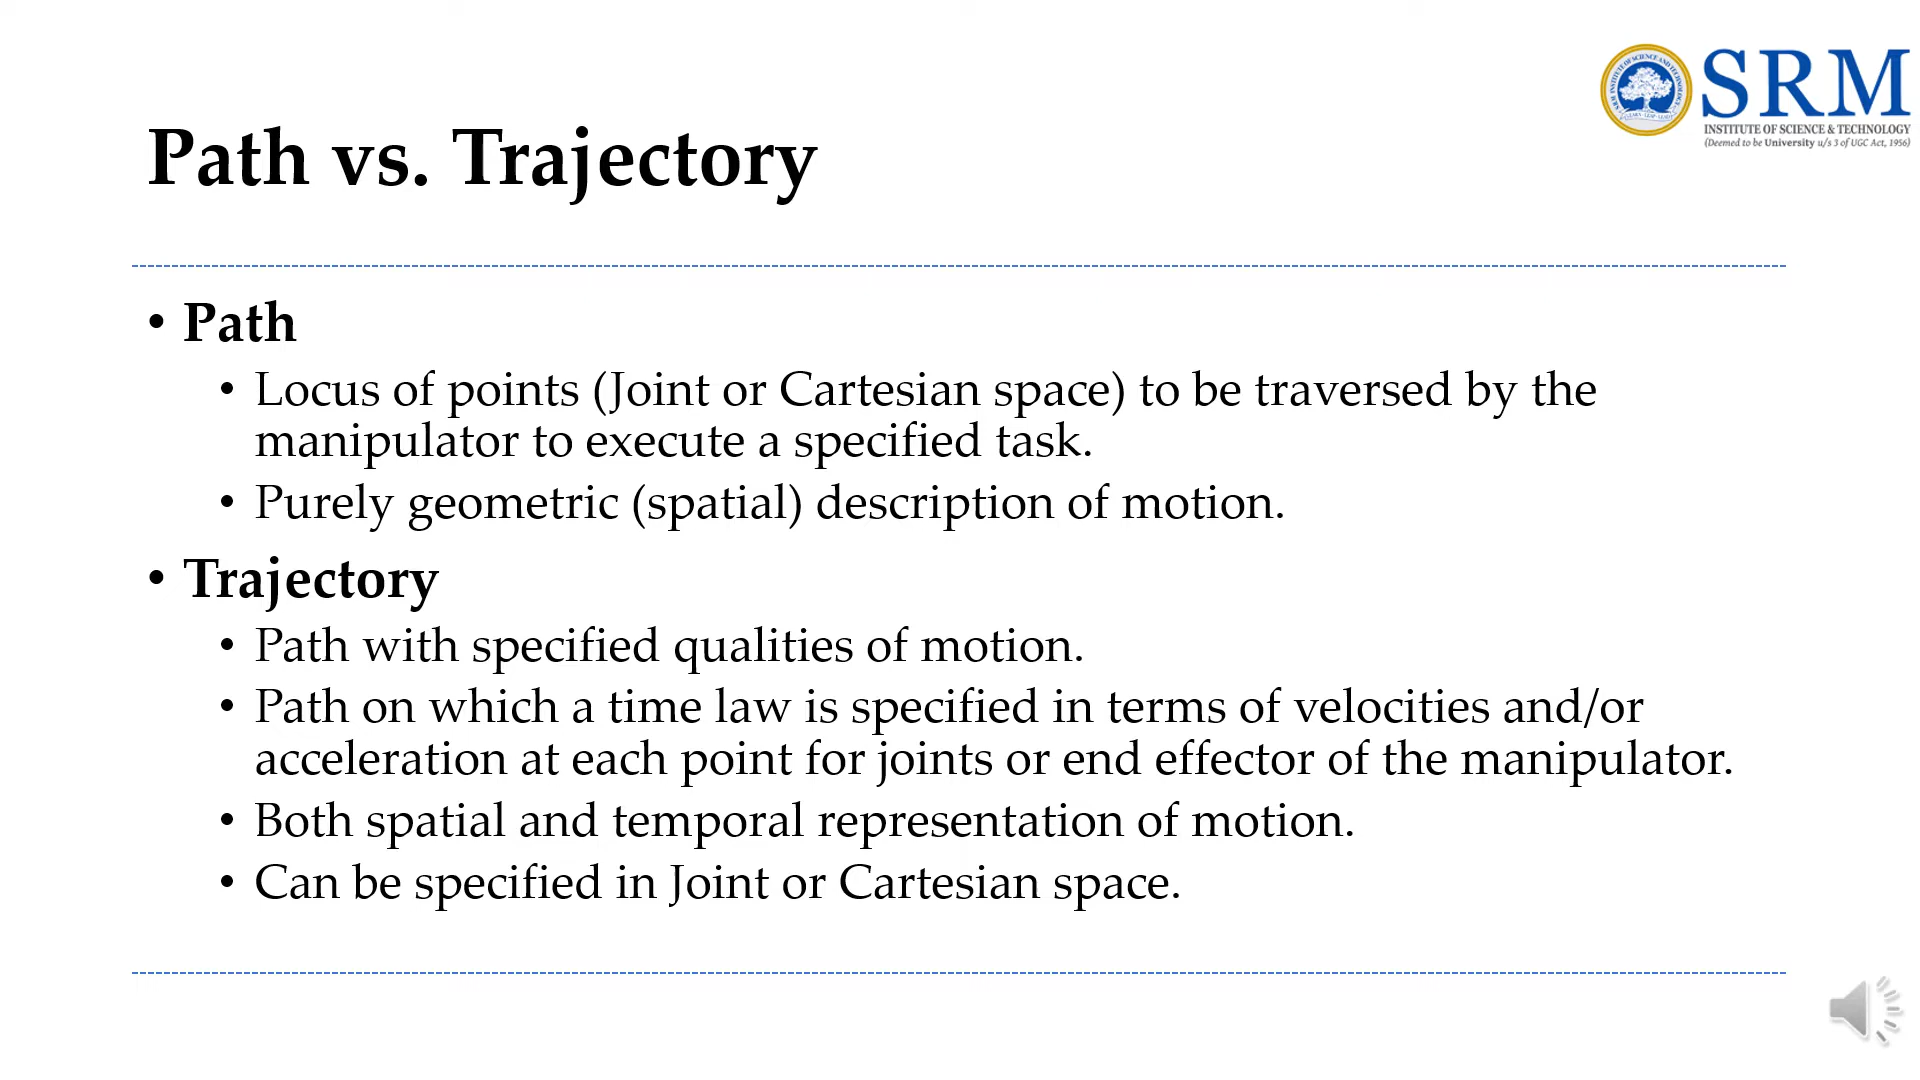 SRM
INSTITUTE OF SCIENCE & TECHNOLOGY
(Deemed to be University u/s 3 of UGC Act, 1956)
Path vs. Trajectory
• Path
• Locus of points (Joint or Cartesian space) to be traversed by the
manipulator to execute a specified task.
• Purely geometric (spatial) description of motion.
• Trajectory
• Path with specified qualities of motion.
• Path on which a time law is specified in terms of velocities and/or
acceleration at each point for joints or end effector of the manipulator.
• Both spatial and temporal representation of motion.
• Can be specified in Joint or Cartesian space.